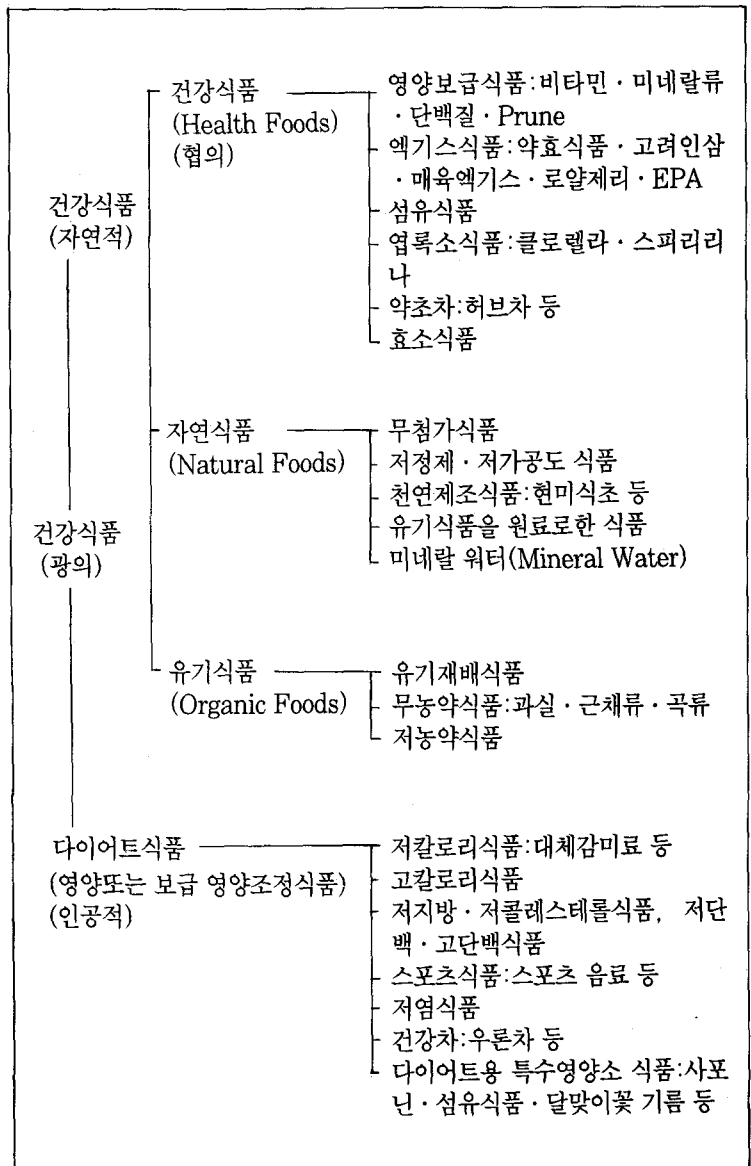 건강식품
(Health Foods)
(협의)
영양보급식품:비타민·미네랄류
·단백질·Prune
엑기스식품:약효식품·고려인삼
·매육엑기스·로얄제리·EPA
섬유식품
엽록소식품:클로렐라·스피리리
나
약초차:허브차 등
효소식품
건강식품
(자연적)
자연식품
(Natural Foods)
무첨가식품
저정제·저가공도 식품
천연제조식품:현미식초 등
유기식품을 원료로한 식품
미네랄 워터(Mineral Water)
건강식품
(광의)
유기식품
(Organic Foods)
유기재배식품
무농약식품:과실·근채류·곡류
저농약식품
다이어트식품
(영양또는 보급 영양조정식품)
(인공적)
저칼로리식품:대체감미료 등
고칼로리식품
저지방·저콜레스테롤식품, 저단
백·고단백식품
스포츠식품:스포츠 음료 등
저염식품
건강차:우론차 등
다이어트용 특수영양소 식품:사포
닌·섬유식품·달맞이꽃 기름 등